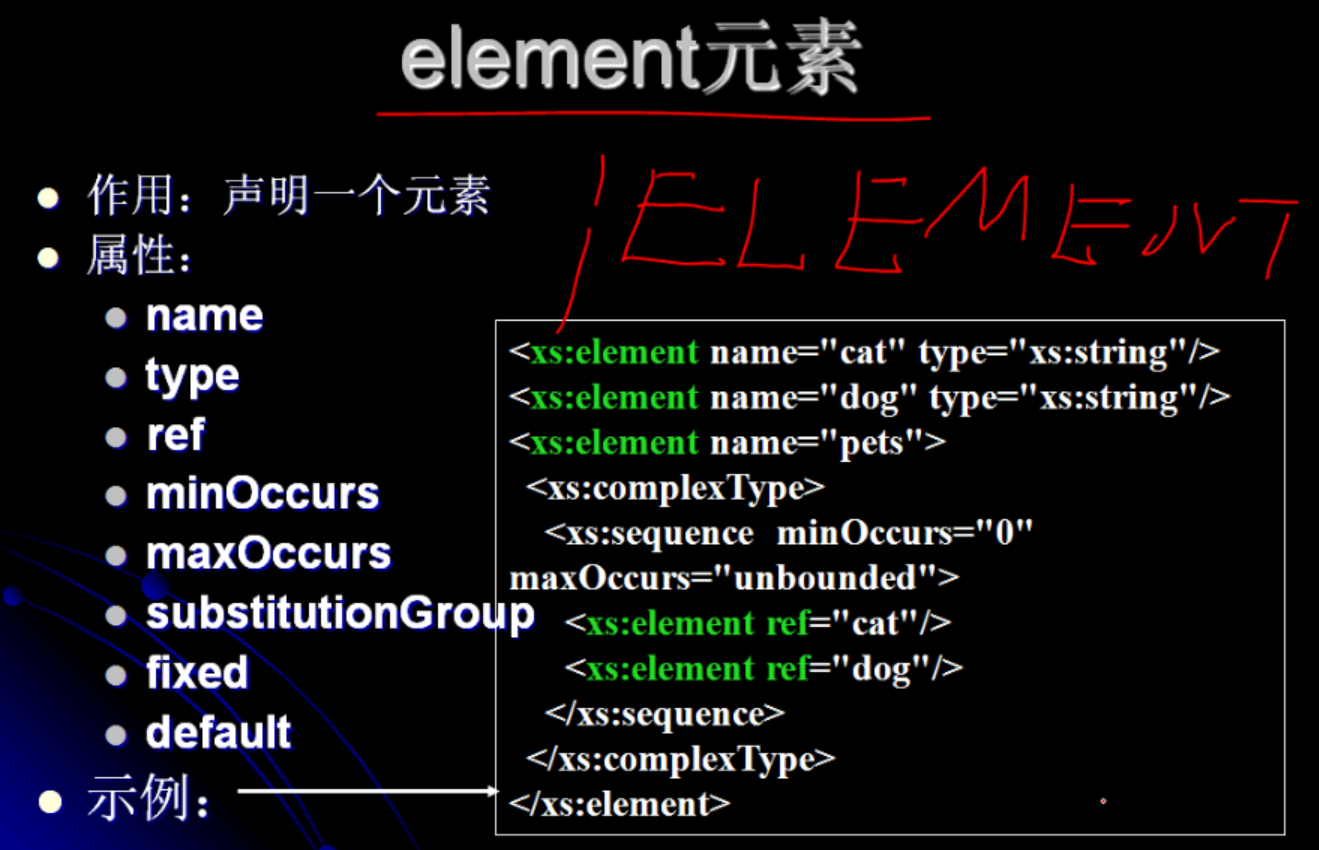 element元素
作用：声明一个元素
!ELEMENT
属性：
name
type
ref
minOccurs
maxOccurs
substitutionGroup
fixed
default
示例：
<xs:element name="cat" type="xs:string"/>
<xs:element name="dog" type="xs:string"/>
<xs:element name="pets">
<xs:complexType>
<xs:sequence minOccurs="0"
maxOccurs="unbounded">
<xs:element ref="cat"/>
<xs:element ref="dog"/>
</xs:sequence>
</xs:complexType>
</xs:element>